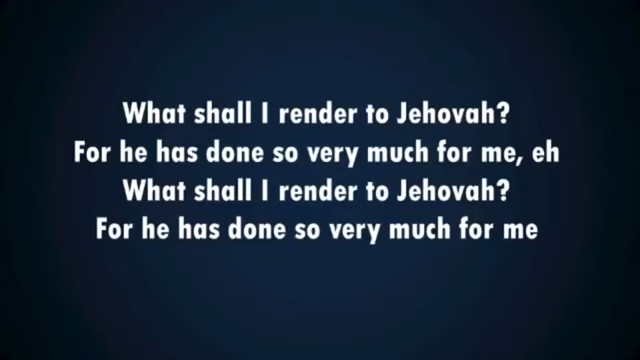 What shall I render to Jehovah?
For he has done so very much for me, eh
What shall I render to Jehovah?
For he has done so very much for me